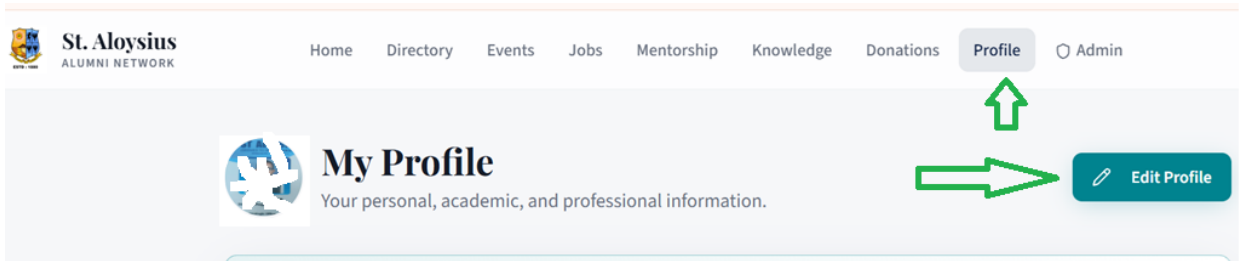 St. Aloysius
ALUMNI NETWORK
Home Directory Events Jobs Mentorship Knowledge Donations Profile Admin
My Profile
Edit Profile
Your personal, academic, and professional information.